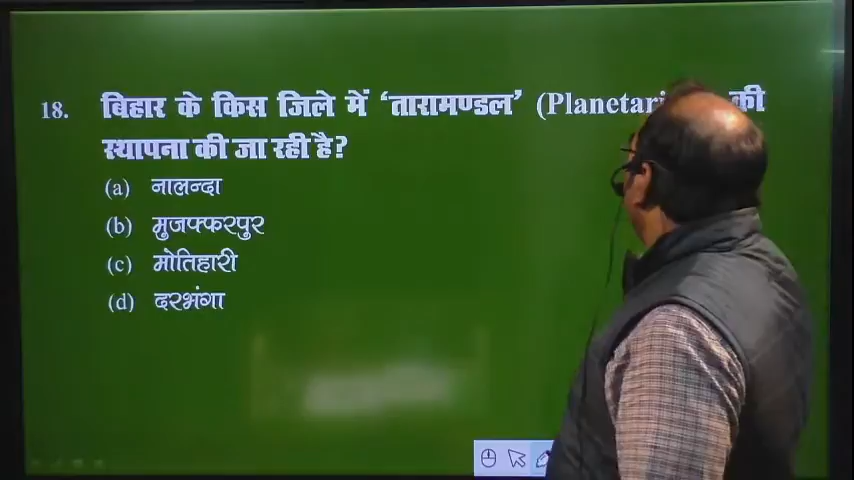 18. बिहार के किस जिले में ‘तारामण्डल’ (Planetari की
स्थापना की जा रही है?
(a) नालन्दा
(b) मुजफ्फरपुर
(c) मोतिहारी
(d) दरभंगा